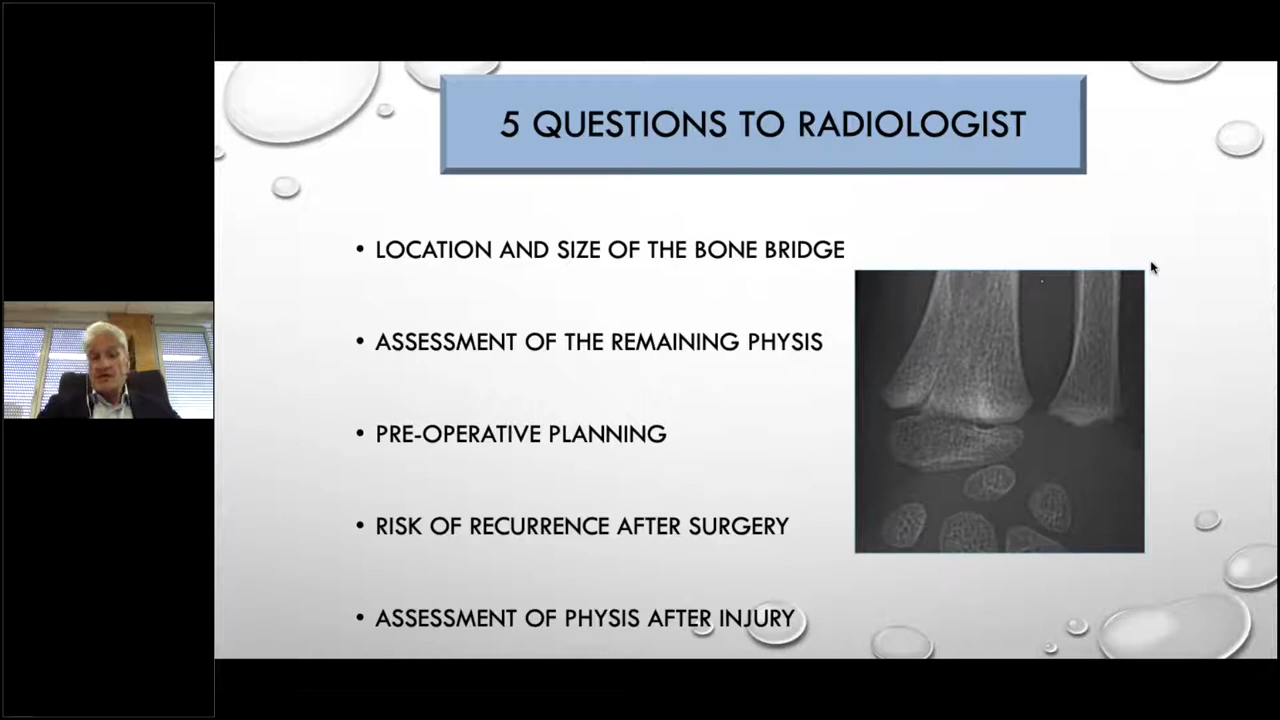 5 QUESTIONS TO RADIOLOGIST
• LOCATION AND SIZE OF THE BONE BRIDGE
• ASSESSMENT OF THE REMAINING PHYSIS
• PRE-OPERATIVE PLANNING
• RISK OF RECURRENCE AFTER SURGERY
• ASSESSMENT OF PHYSIS AFTER INJURY